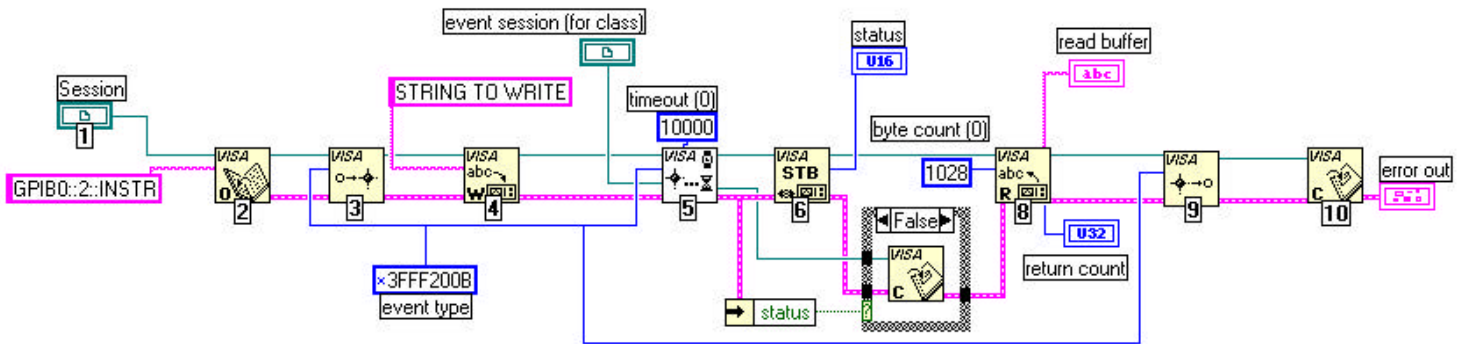 event session (for class)
status
U16
read buffer
abc
Session
1
STRING TO WRITE
timeout (0)
10000
byte count (0)
1028
GPIB0::2::INSTR
VISA
O
2
VISA
3
VISA
abc
W
4
VISA
5
VISA
STB
6
VISA
abc
R
8
VISA
9
VISA
C
10
error out
False
VISA
C
U32
return count
×3FFF200B
event type
status
?